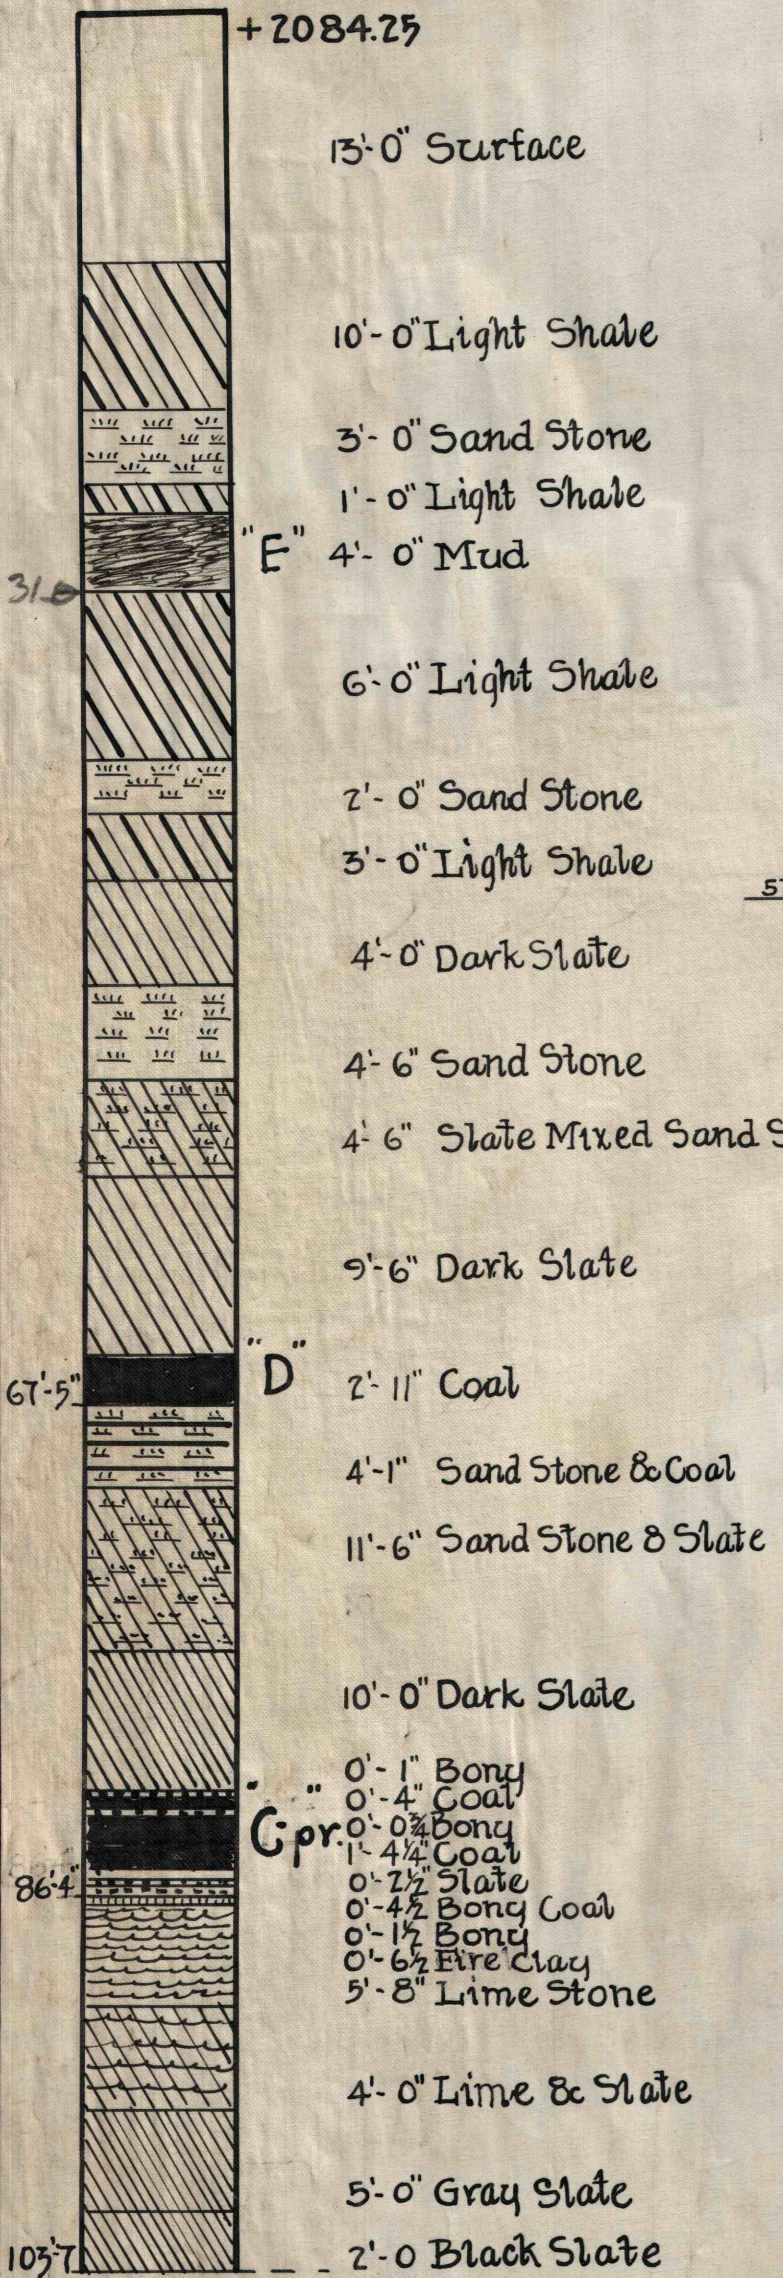 +2084.25
13'-0" Surface
10'-0" Light Shale
3'-0" Sand Stone
1'-0" Light Shale
"E" 4'-0" Mud
31-0
6'-0" Light Shale
2'-0" Sand Stone
3'-0" Light Shale
57
4'-0" Dark Slate
4'-6" Sand Stone
4'-6" Slate Mixed Sand S
9'-6" Dark Slate
67'-5" "D" 2'-11" Coal
4'-1" Sand Stone & Coal
11'-6" Sand Stone & Slate
10'-0" Dark Slate
0'-1" Bony
0'-4" Coal
"C" pr. 0'-0¾ Bony
1'-4¼" Coal
86'-4" 0'-2½" Slate
0'-4½ Bony Coal
0'-1½ Bony
0'-6½ Fire Clay
5'-8" Lime Stone
4'-0" Lime & Slate
5'-0" Gray Slate
103'-7 2'-0 Black Slate